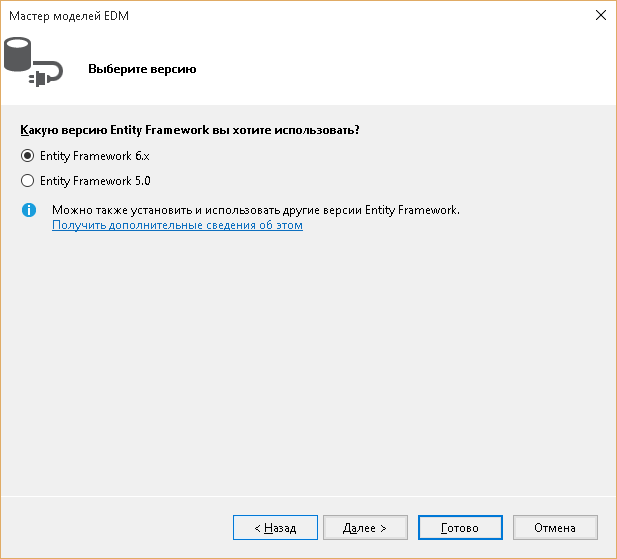 Мастер моделей EDM
Выберите версию
Какую версию Entity Framework вы хотите использовать?
Entity Framework 6.x
Entity Framework 5.0
Можно также установить и использовать другие версии Entity Framework.
Получить дополнительные сведения об этом
< Назад
Далее >
Готово
Отмена